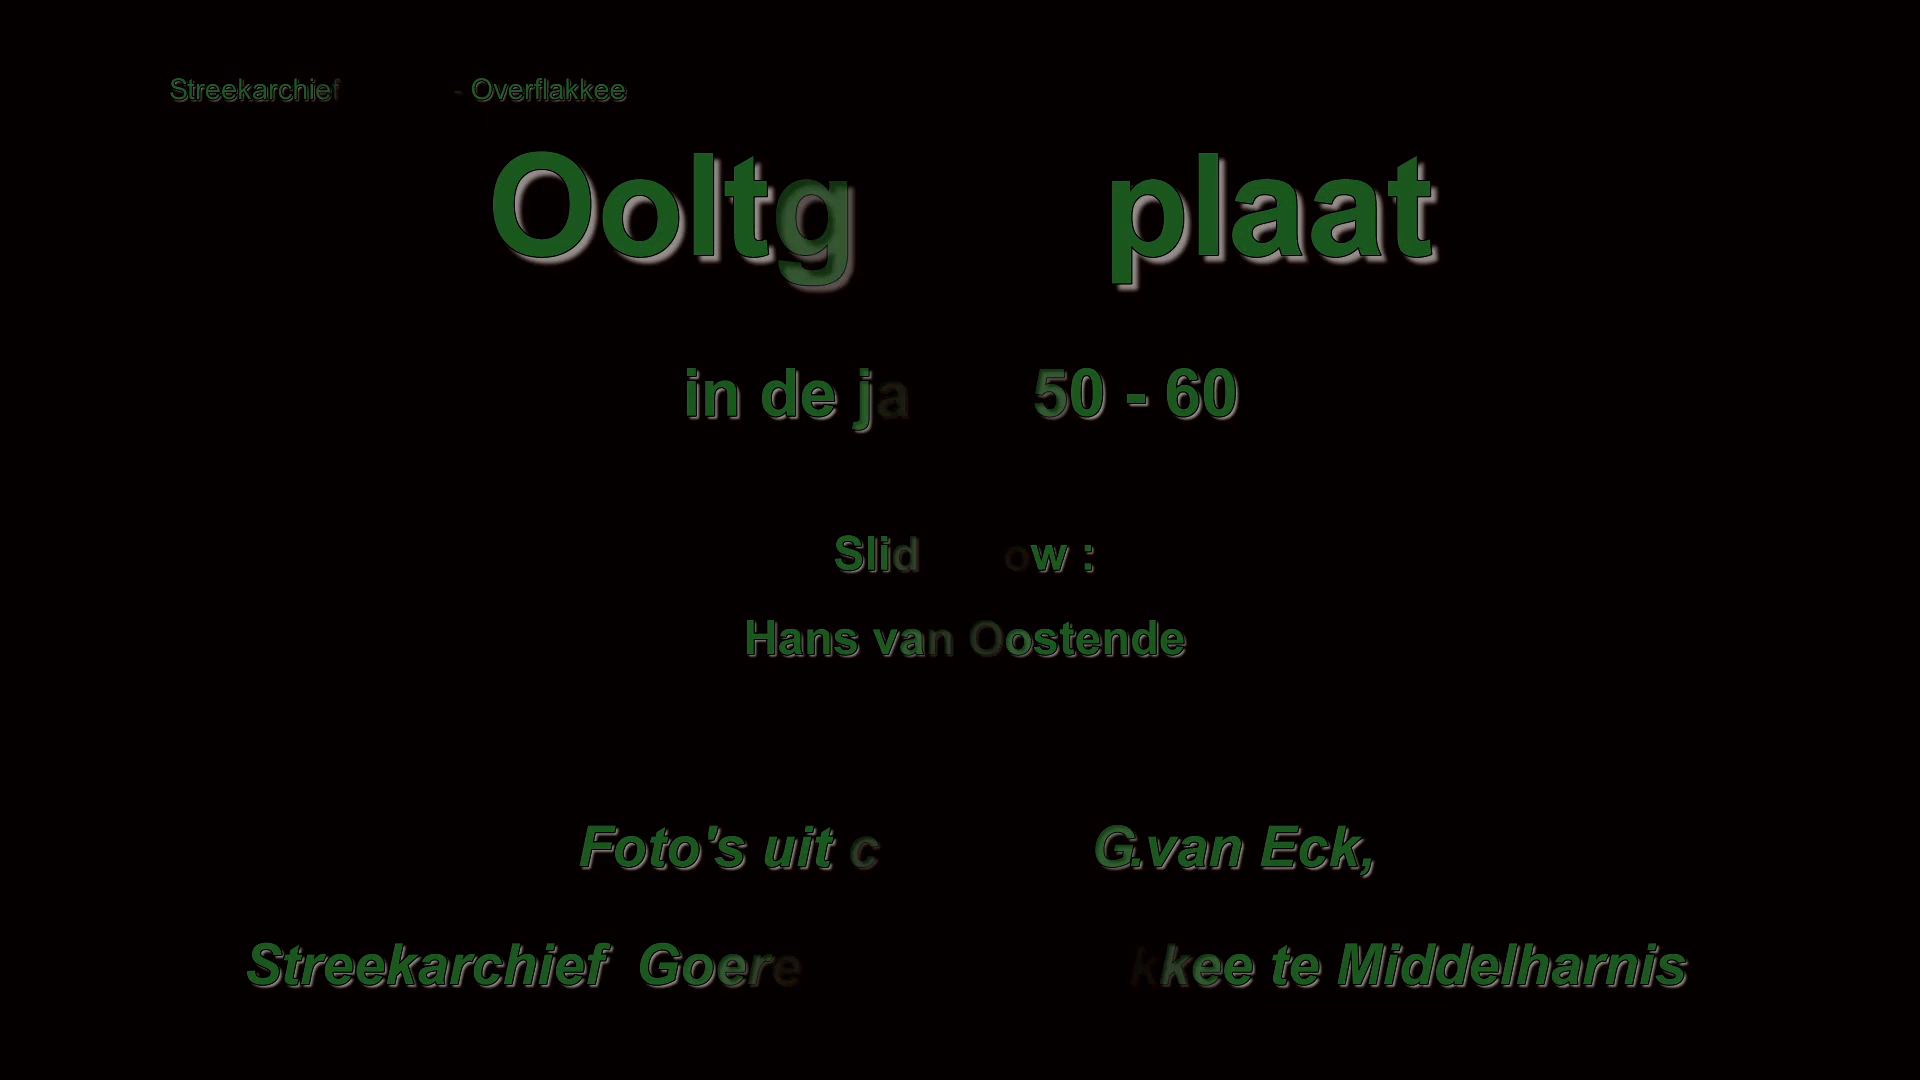 Streekarchief - Overflakkee
Ooltg plaat
in de ja 50 - 60
Slid ow :
Hans van Oostende
Foto's uit c G.van Eck,
Streekarchief Goere kkee te Middelharnis